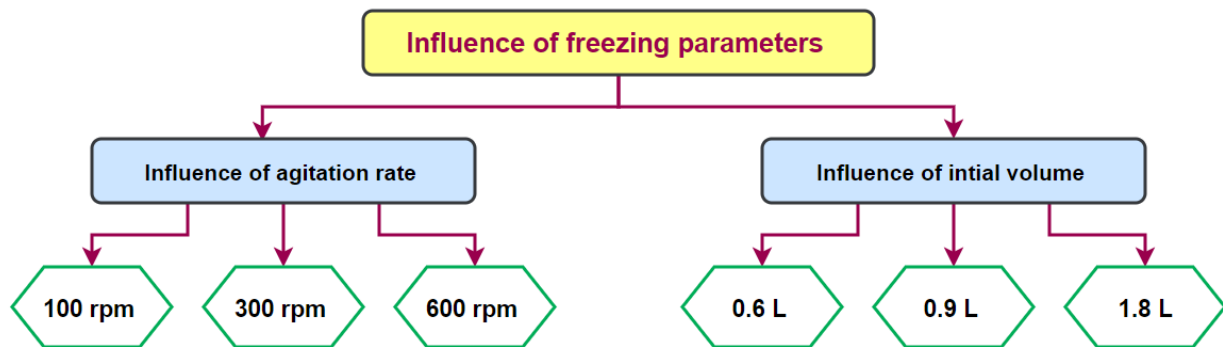 Influence of freezing parameters
Influence of agitation rate
Influence of intial volume
100 rpm
300 rpm
600 rpm
0.6 L
0.9 L
1.8 L